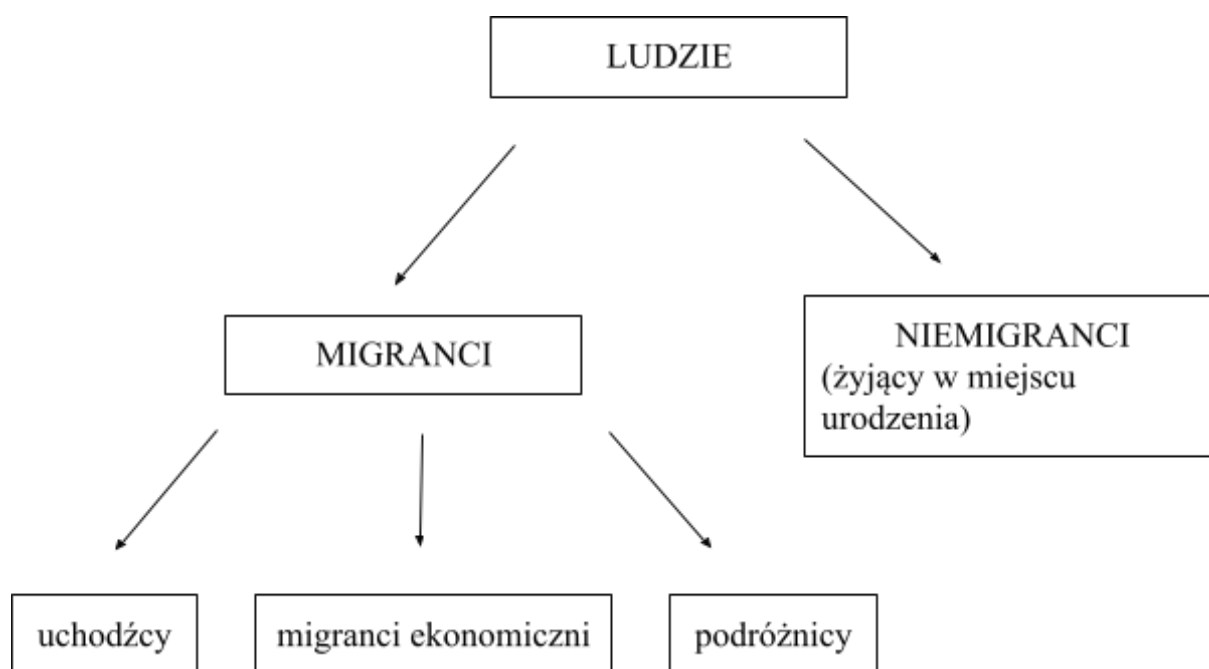 LUDZIE
MIGRANCI
NIEMIGRANCI
(żyjący w miejscu
urodzenia)
uchodźcy
migranci ekonomiczni
podróżnicy